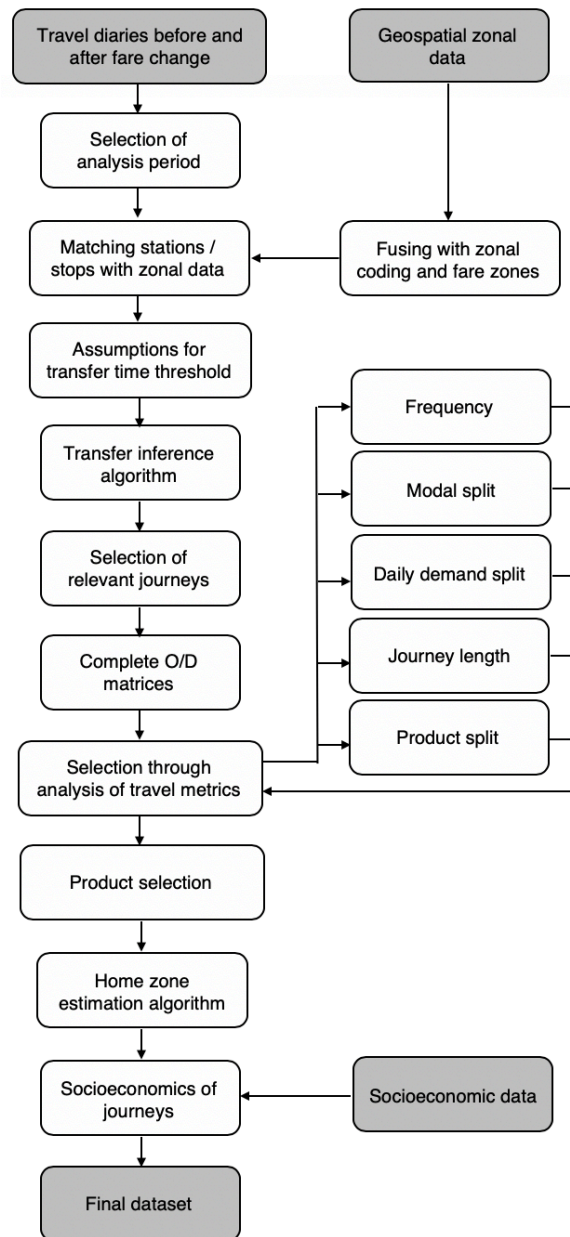 Travel diaries before and
after fare change
Geospatial zonal
data
Selection of
analysis period
Matching stations /
stops with zonal data
Fusing with zonal
coding and fare zones
Assumptions for
transfer time threshold
Frequency
Transfer inference
algorithm
Modal split
Selection of
relevant journeys
Daily demand split
Complete O/D
matrices
Journey length
Selection through
analysis of travel metrics
Product split
Product selection
Home zone
estimation algorithm
Socioeconomics of
journeys
Socioeconomic data
Final dataset